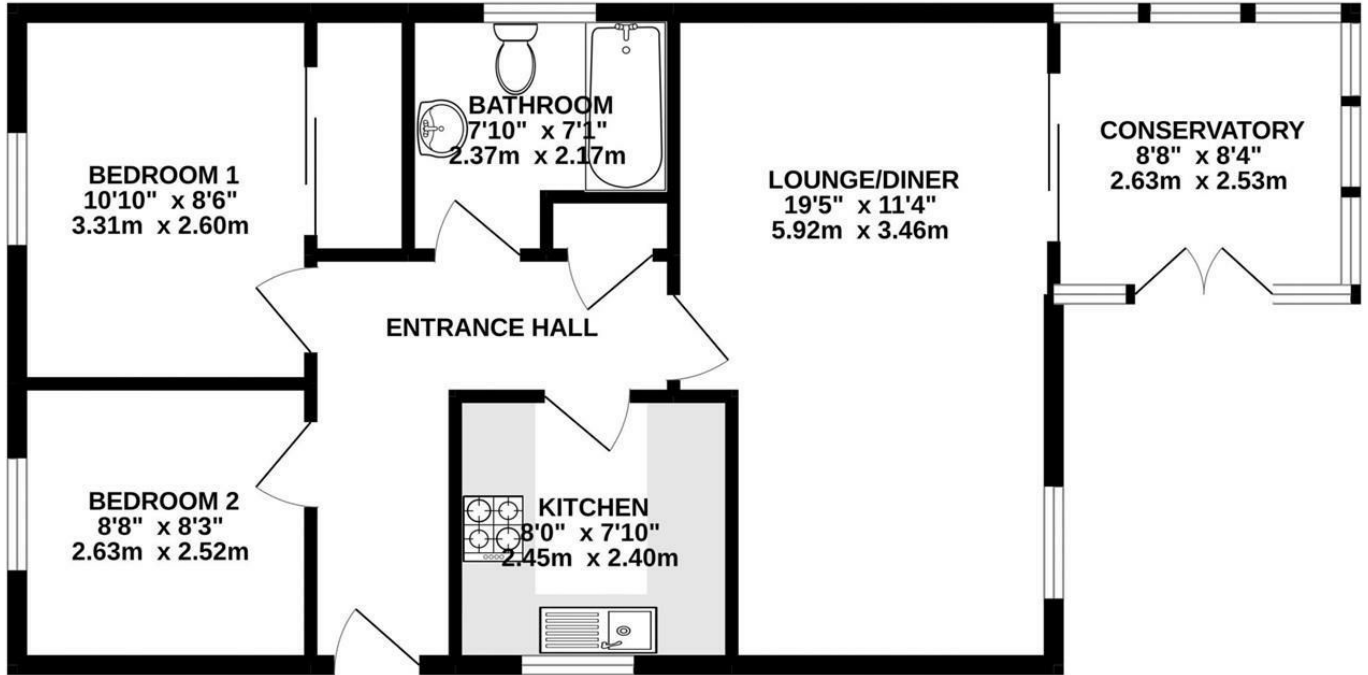 BEDROOM 1
10'10" x 8'6"
3.31m x 2.60m
BATHROOM
7'10" x 7'1"
2.37m x 2.17m
LOUNGE/DINER
19'5" x 11'4"
5.92m x 3.46m
CONSERVATORY
8'8" x 8'4"
2.63m x 2.53m
ENTRANCE HALL
BEDROOM 2
8'8" x 8'3"
2.63m x 2.52m
KITCHEN
8'0" x 7'10"
2.45m x 2.40m